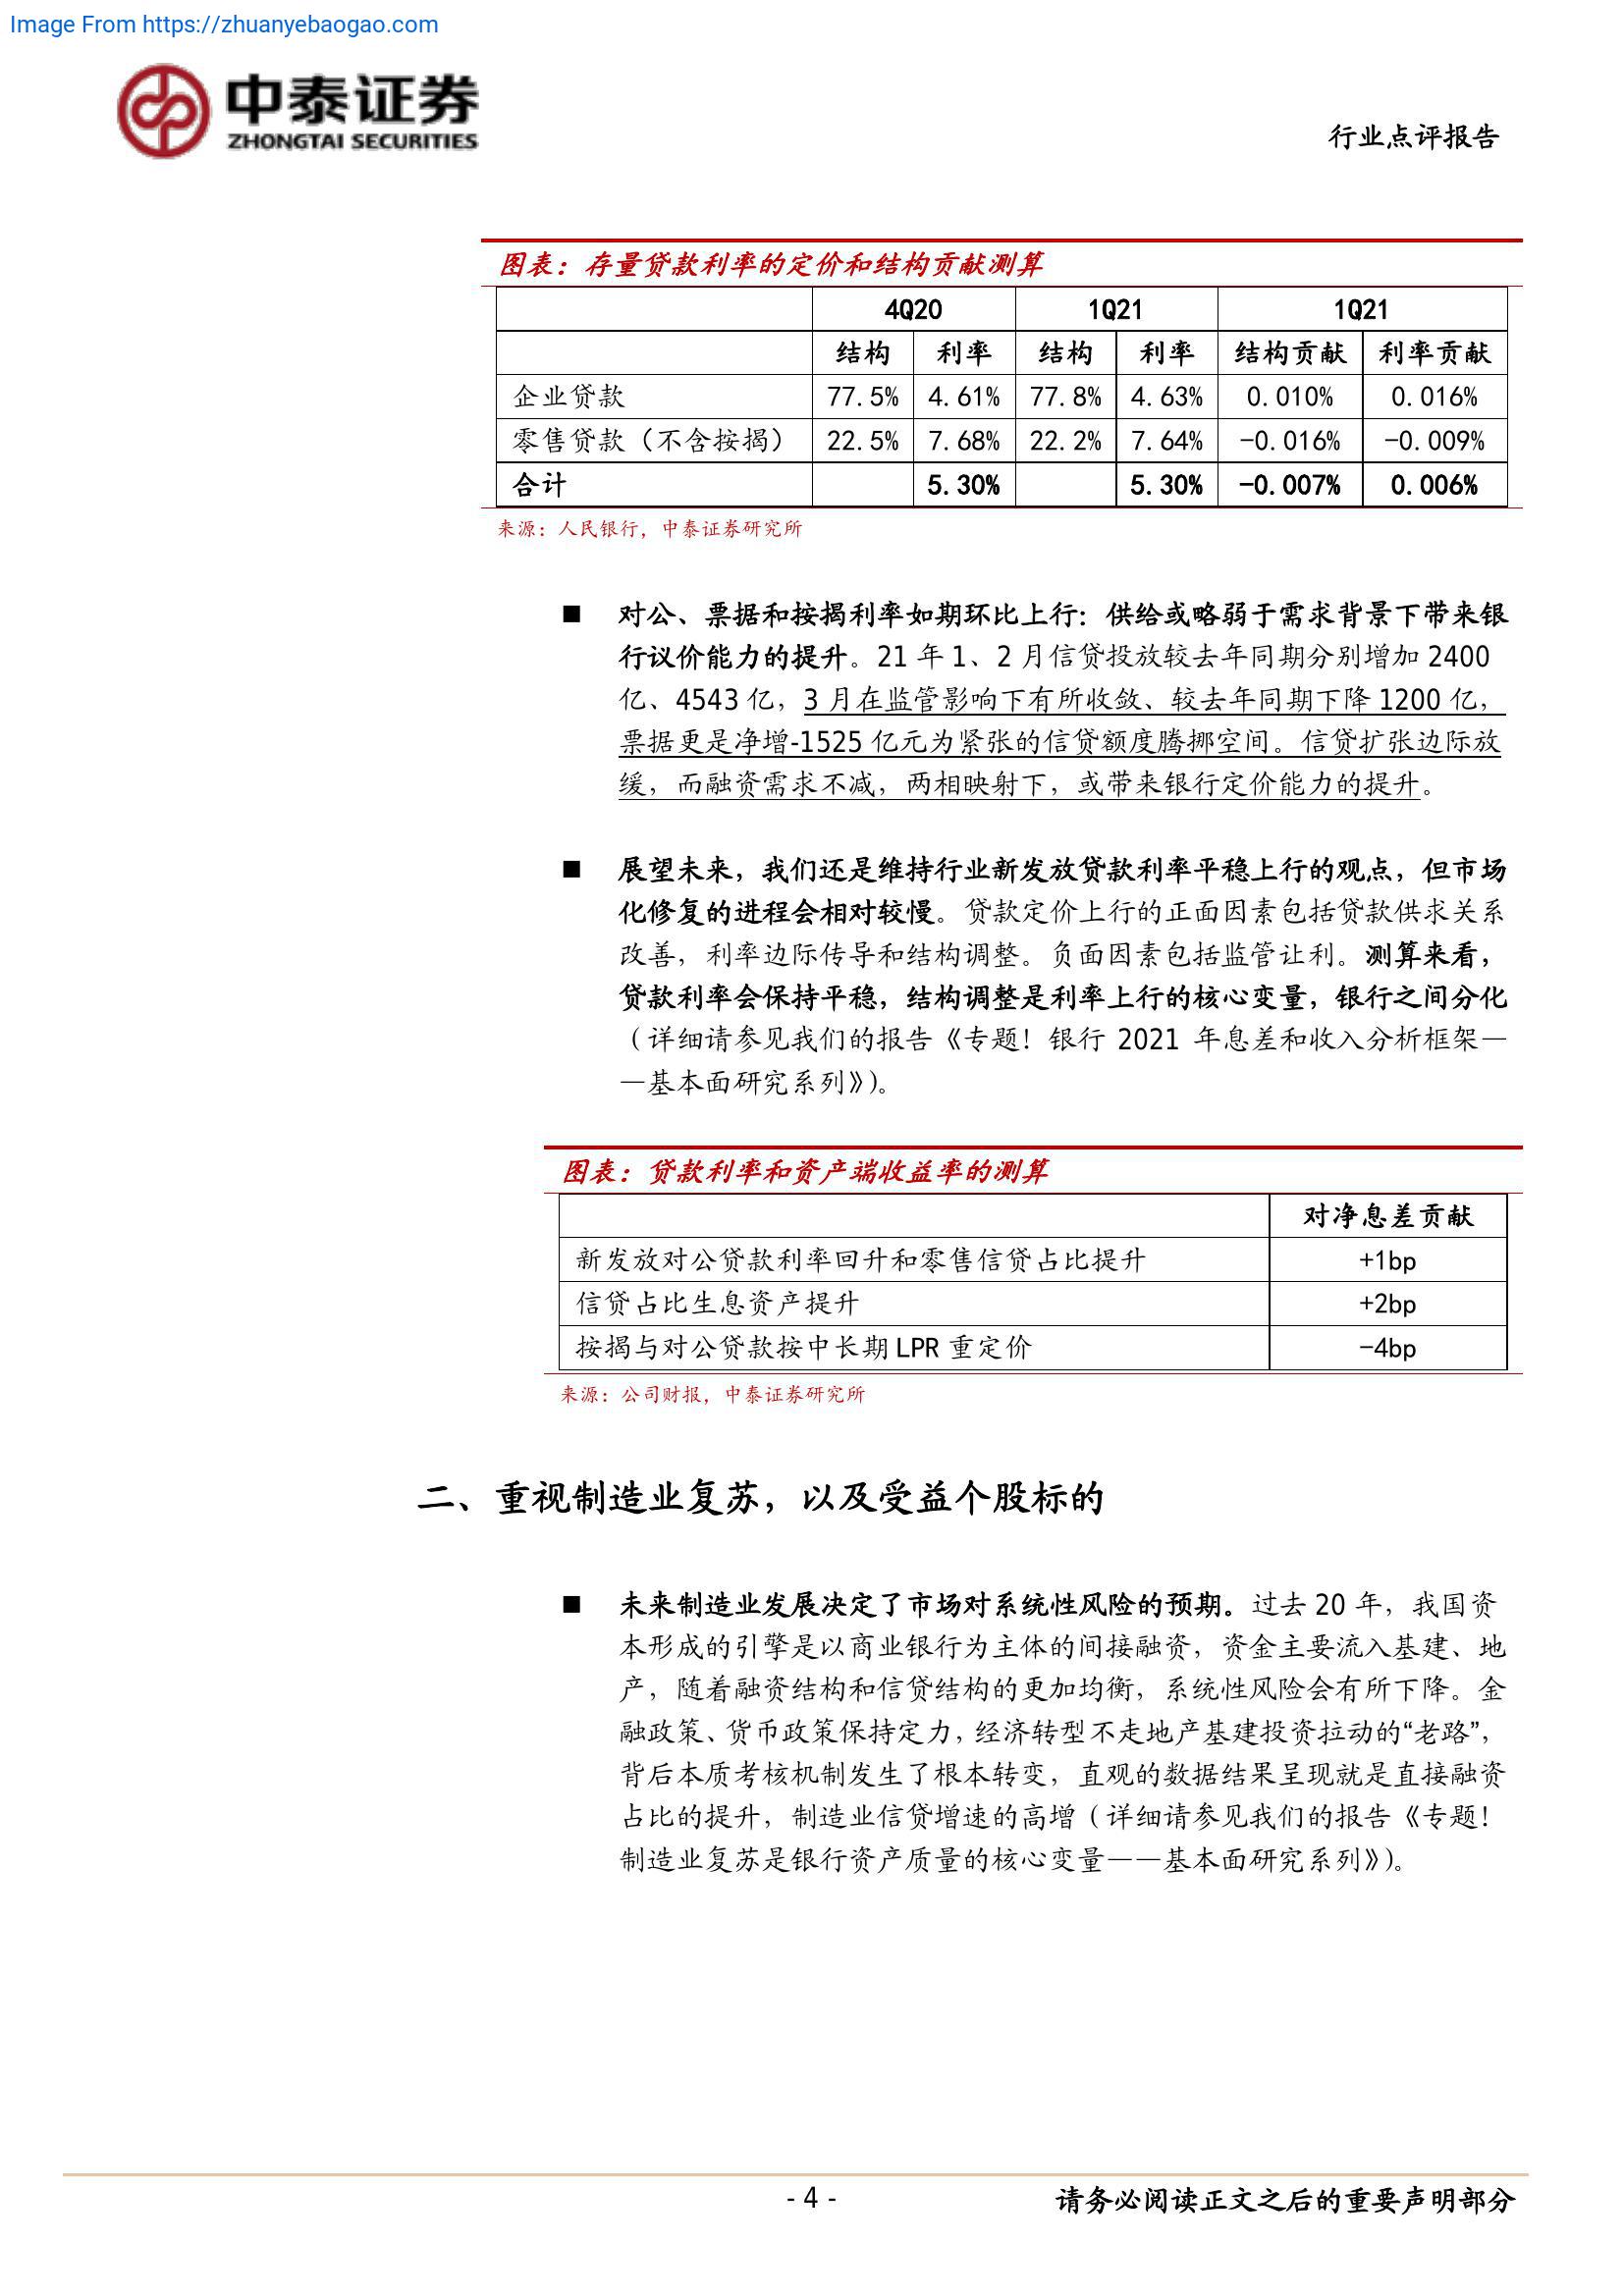 Image From https://zhuanyebaogao.com
中泰证券
ZHONGTAI SECURITIES
行业点评报告
图表：存量贷款利率的定价和结构贡献测算
4Q20 1Q21 1Q21
结构 利率 结构 利率 结构贡献 利率贡献
企业贷款 77.5% 4.61% 77.8% 4.63% 0.010% 0.016%
零售贷款（不含按揭） 22.5% 7.68% 22.2% 7.64% -0.016% -0.009%
合计 5.30% 5.30% -0.007% 0.006%
来源：人民银行，中泰证券研究所
■ 对公、票据和按揭利率如期环比上行：供给或略弱于需求背景下带来银
行议价能力的提升。21 年 1、2 月信贷投放较去年同期分别增加 2400
亿、4543 亿，3 月在监管影响下有所收敛、较去年同期下降 1200 亿，
票据更是净增-1525 亿元为紧张的信贷额度腾挪空间。信贷扩张边际放
缓，而融资需求不减，两相映射下，或带来银行定价能力的提升。
■ 展望未来，我们还是维持行业新发放贷款利率平稳上行的观点，但市场
化修复的进程会相对较慢。贷款定价上行的正面因素包括贷款供求关系
改善，利率边际传导和结构调整。负面因素包括监管让利。测算来看，
贷款利率会保持平稳，结构调整是利率上行的核心变量，银行之间分化
（详细请参见我们的报告《专题！银行 2021 年息差和收入分析框架—
—基本面研究系列》）。
图表：贷款利率和资产端收益率的测算
对净息差贡献
新发放对公贷款利率回升和零售信贷占比提升 +1bp
信贷占比生息资产提升 +2bp
按揭与对公贷款按中长期 LPR 重定价 -4bp
来源：公司财报，中泰证券研究所
二、重视制造业复苏，以及受益个股标的
■ 未来制造业发展决定了市场对系统性风险的预期。过去 20 年，我国资
本形成的引擎是以商业银行为主体的间接融资，资金主要流入基建、地
产，随着融资结构和信贷结构的更加均衡，系统性风险会有所下降。金
融政策、货币政策保持定力，经济转型不走地产基建投资拉动的“老路”，
背后本质考核机制发生了根本转变，直观的数据结果呈现就是直接融资
占比的提升，制造业信贷增速的高增（详细请参见我们的报告《专题！
制造业复苏是银行资产质量的核心变量——基本面研究系列》）。
- 4 -
请务必阅读正文之后的重要声明部分